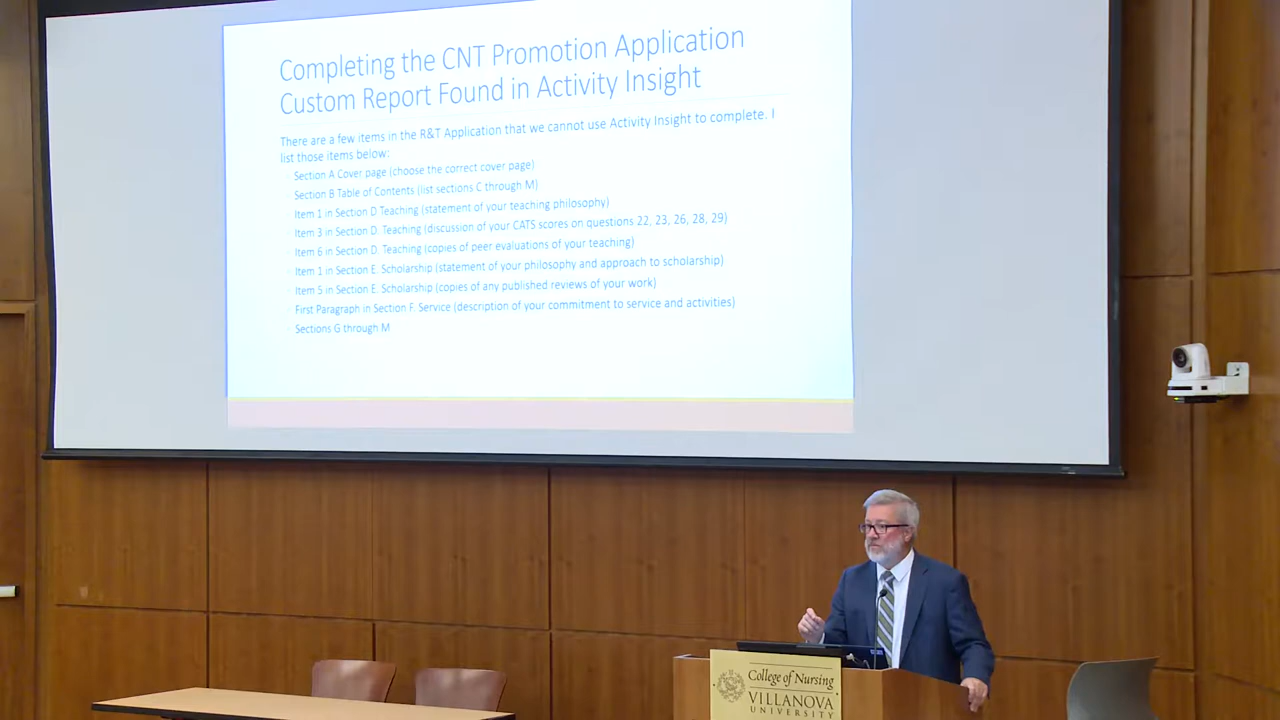 Completing the CNT Promotion Application
Custom Report Found in Activity Insight
There are a few items in the R&T Application that we cannot use Activity Insight to complete. I
list those items below:
Section A Cover page (choose the correct cover page)
Section B Table of Contents (list sections C through M)
Item 1 in Section D Teaching (statement of your teaching philosophy)
Item 3 in Section D. Teaching (discussion of your CATS scores on questions 22, 23, 26, 28, 29)
Item 6 in Section D. Teaching (copies of peer evaluations of your teaching)
Item 1 in Section E. Scholarship (statement of your philosophy and approach to scholarship)
Item 5 in Section E. Scholarship (copies of any published reviews of your work)
First Paragraph in Section F. Service (description of your commitment to service and activities)
Sections G through M
College of Nursing
VILLANOVA
UNIVERSITY